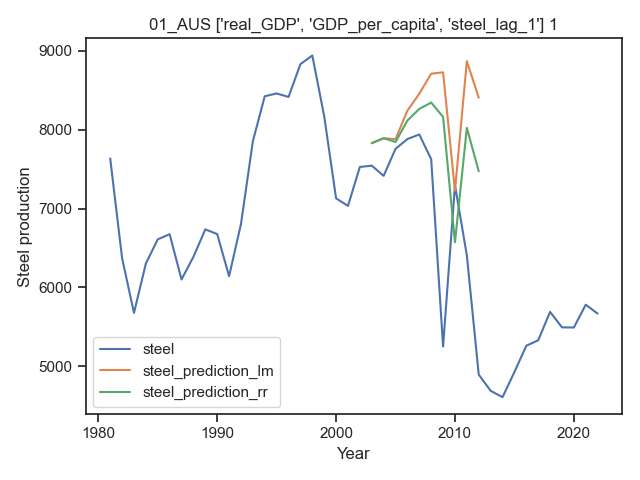 01_AUS ['real_GDP', 'GDP_per_capita', 'steel_lag_1'] 1
9000
8000
7000
6000
5000
Steel production
steel
steel_prediction_lm
steel_prediction_rr
1980
1990
2000
2010
2020
Year